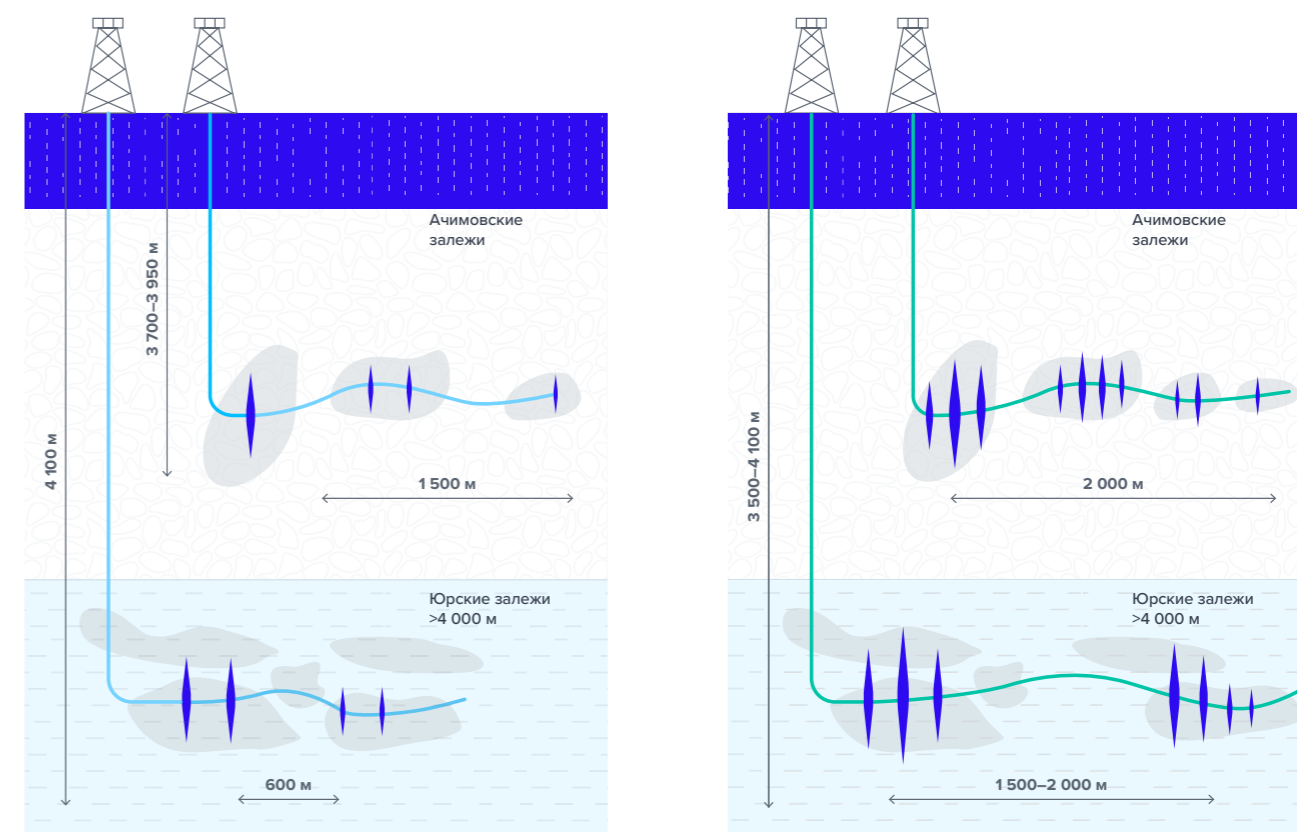 Ачимовские
залежи
3 700–3 950 м
4 100 м
1 500 м
Юрские залежи
>4 000 м
600 м
Ачимовские
залежи
3 500–4 100 м
2 000 м
Юрские залежи
>4 000 м
1 500–2 000 м